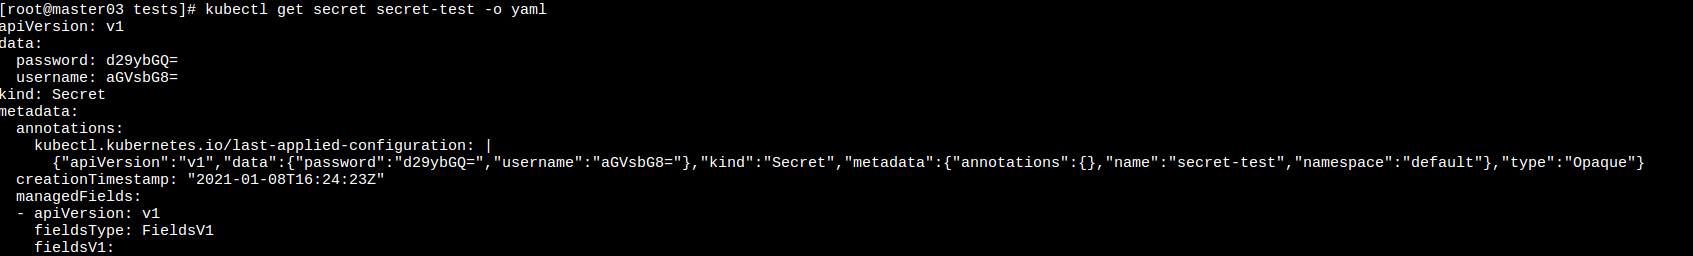 [root@master03 tests]# kubectl get secret secret-test -o yaml
apiVersion: v1
data:
  password: d29ybGQ=
  username: aGVsbG8=
kind: Secret
metadata:
  annotations:
    kubectl.kubernetes.io/last-applied-configuration: |
      {"apiVersion":"v1","data":{"password":"d29ybGQ=","username":"aGVsbG8="},"kind":"Secret","metadata":{"annotations":{},"name":"secret-test","namespace":"default"},"type":"Opaque"}
  creationTimestamp: "2021-01-08T16:24:23Z"
  managedFields:
  - apiVersion: v1
    fieldsType: FieldsV1
    fieldsV1: